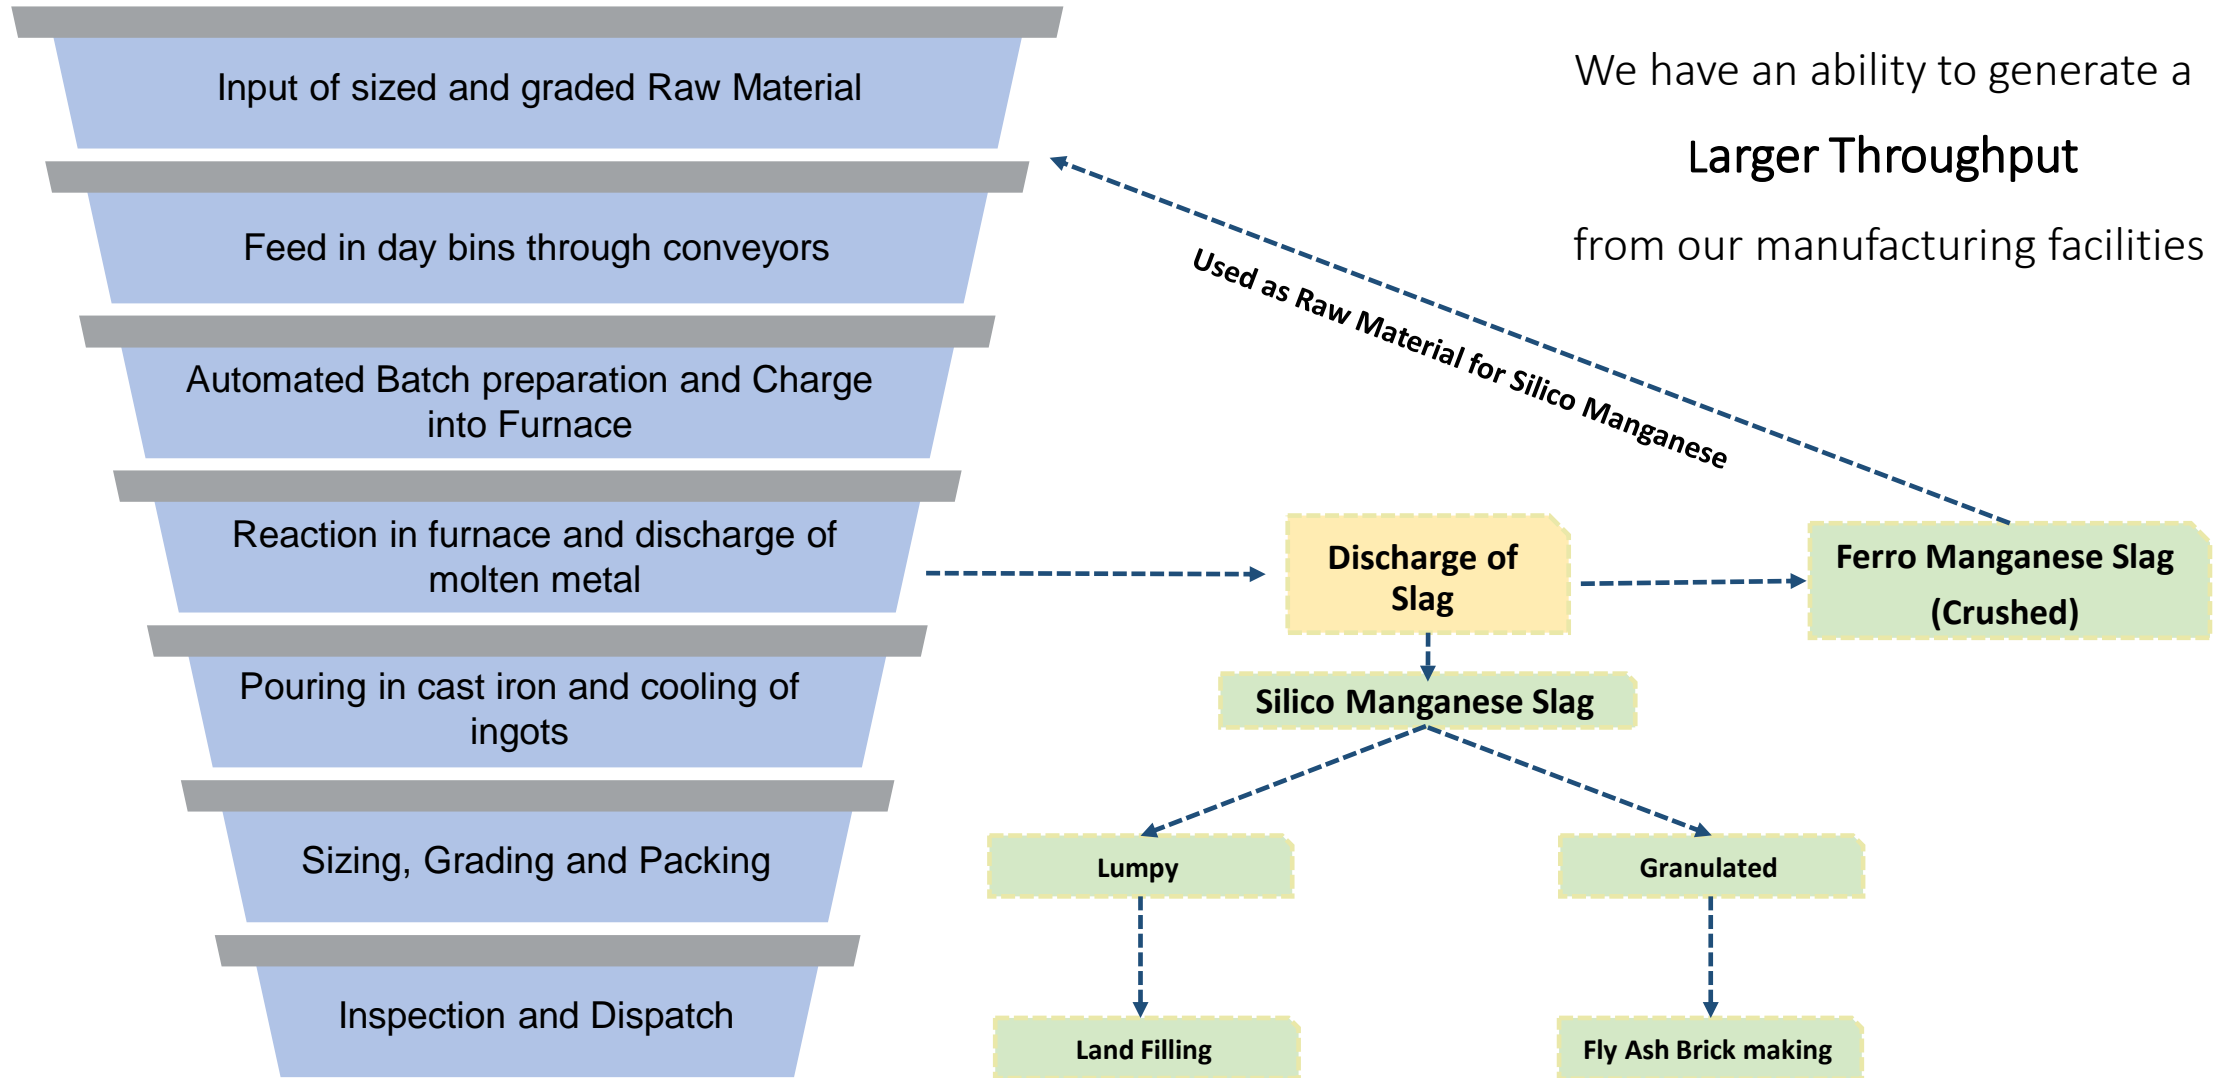 Input of sized and graded Raw Material
Feed in day bins through conveyors
Automated Batch preparation and Charge
into Furnace
Reaction in furnace and discharge of
molten metal
Pouring in cast iron and cooling of
ingots
Sizing, Grading and Packing
Inspection and Dispatch
We have an ability to generate a
Larger Throughput
from our manufacturing facilities
Used as Raw Material for Silico Manganese
Discharge of
Slag
Ferro Manganese Slag
(Crushed)
Silico Manganese Slag
Lumpy
Granulated
Land Filling
Fly Ash Brick making